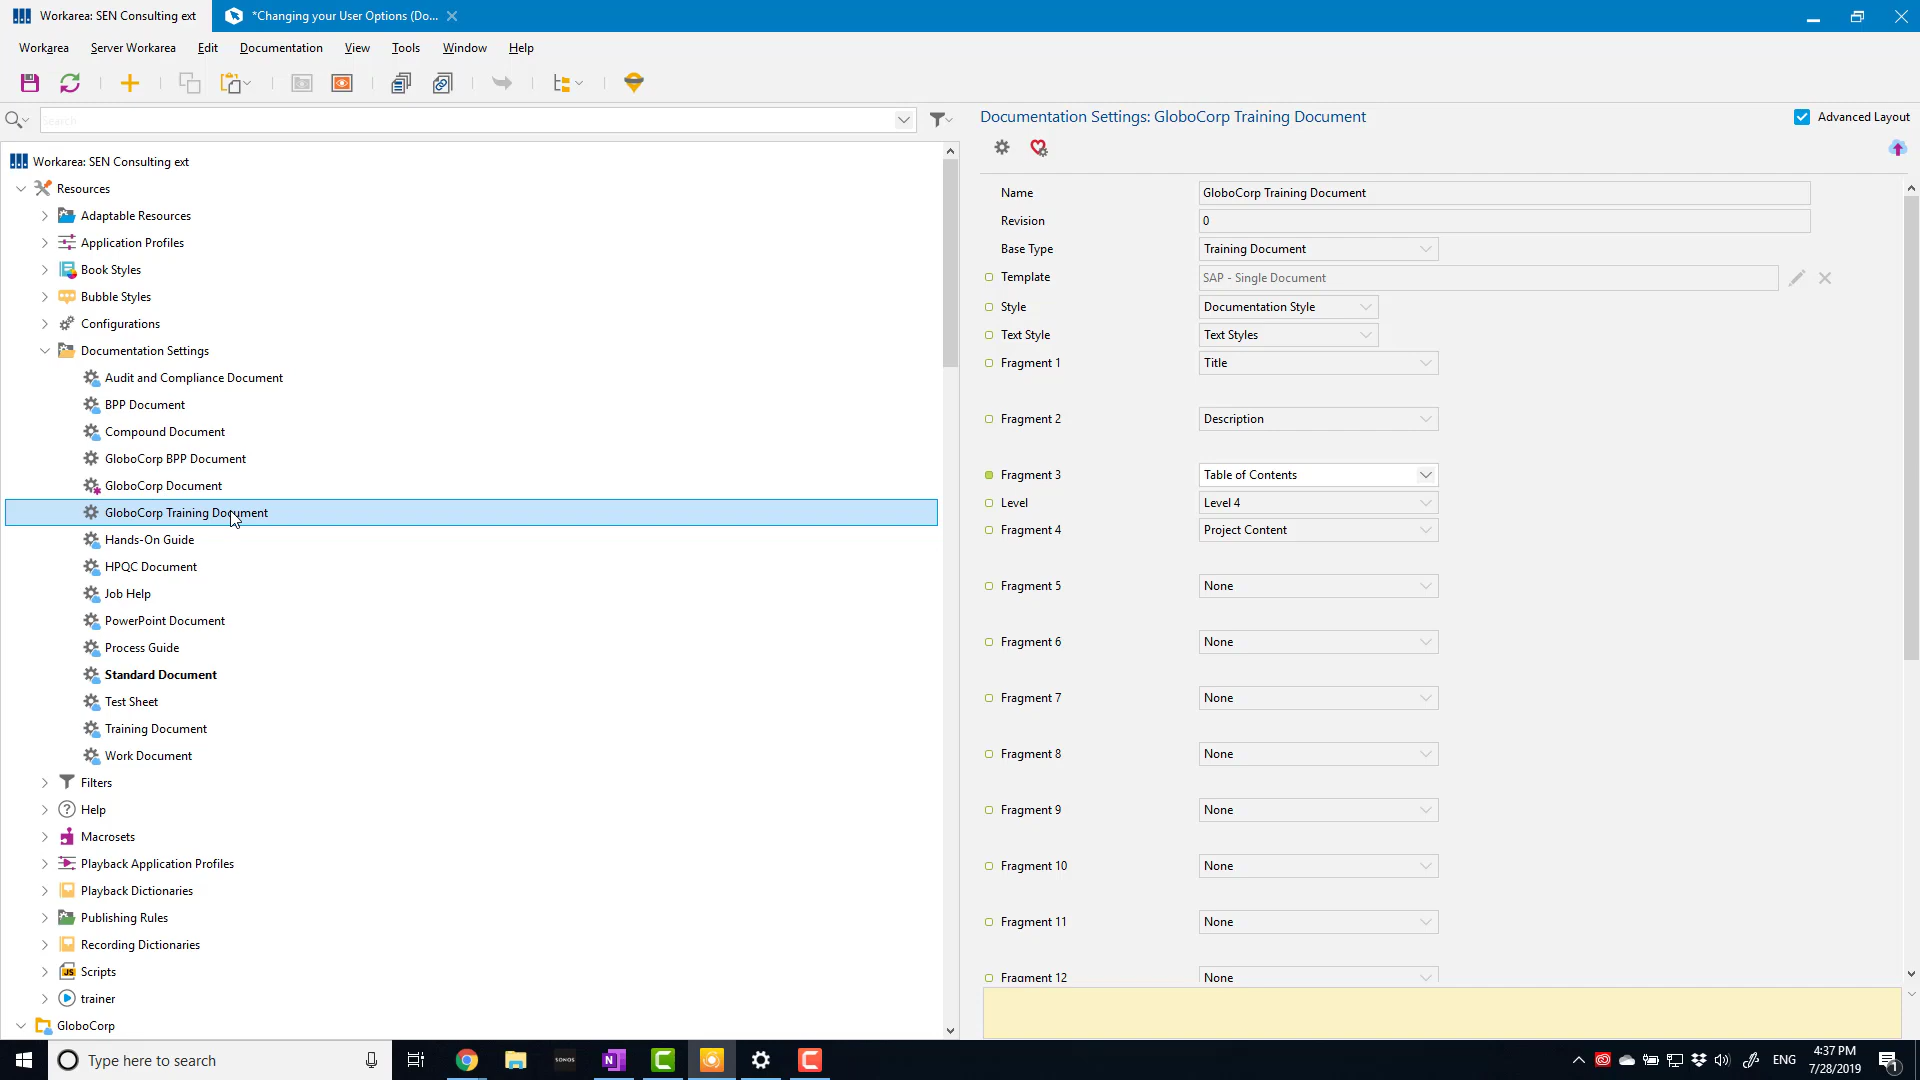 Workarea: SEN Consulting ext
*Changing your User Options (Do...
Workarea
Server Workarea
Edit
Documentation
View
Tools
Window
Help
Search
Documentation Settings: GloboCorp Training Document
Advanced Layout
Workarea: SEN Consulting ext
Resources
Adaptable Resources
Application Profiles
Book Styles
Bubble Styles
Configurations
Documentation Settings
Audit and Compliance Document
BPP Document
Compound Document
GloboCorp BPP Document
GloboCorp Document
GloboCorp Training Document
Hands-On Guide
HPQC Document
Job Help
PowerPoint Document
Process Guide
Standard Document
Test Sheet
Training Document
Work Document
Filters
Help
Macrosets
Playback Application Profiles
Playback Dictionaries
Publishing Rules
Recording Dictionaries
JS
Scripts
trainer
GloboCorp
Name GloboCorp Training Document
Revision 0
Base Type Training Document
Template SAP - Single Document
Style Documentation Style
Text Style Text Styles
Fragment 1 Title
Fragment 2 Description
Fragment 3 Table of Contents
Level Level 4
Fragment 4 Project Content
Fragment 5 None
Fragment 6 None
Fragment 7 None
Fragment 8 None
Fragment 9 None
Fragment 10 None
Fragment 11 None
Fragment 12 None
Type here to search
SONOS
N
ENG
4:37 PM
7/28/2019
1